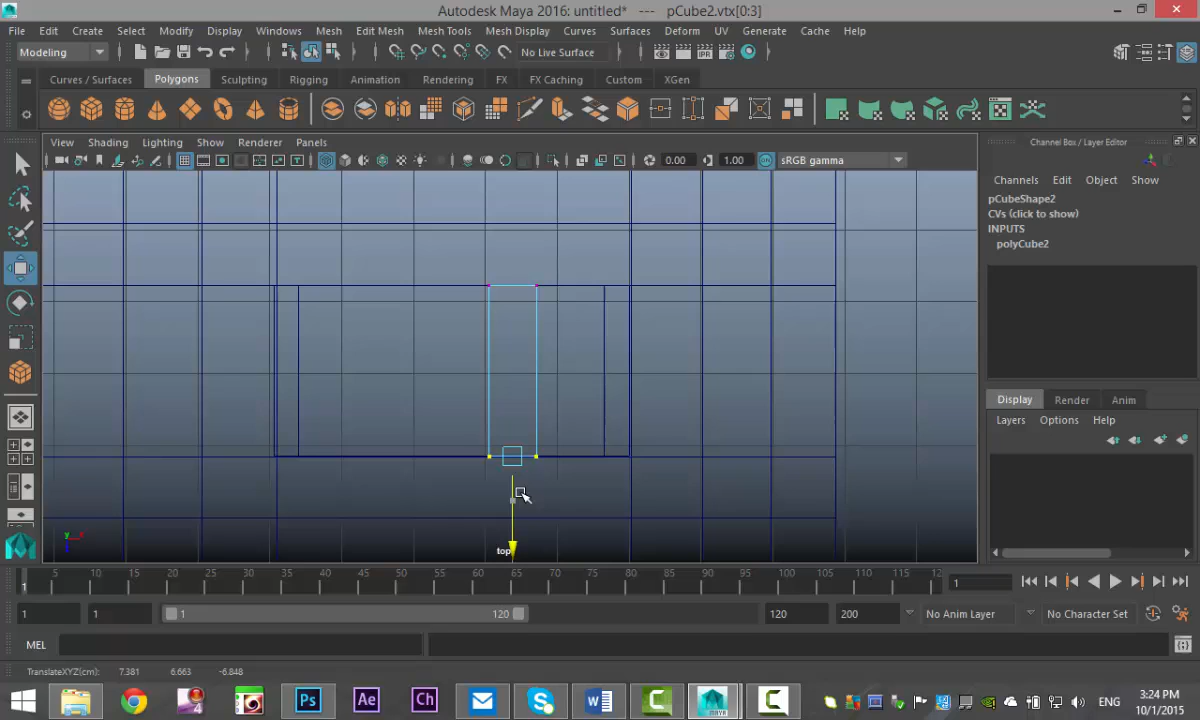 Autodesk Maya 2016: untitled* --- pCube2.vtx[0:3]
File Edit Create Select Modify Display Windows Mesh Edit Mesh Mesh Tools Mesh Display Curves Surfaces Deform UV Generate Cache Help
Modeling No Live Surface
Curves / Surfaces Polygons Sculpting Rigging Animation Rendering FX FX Caching Custom XGen
View Shading Lighting Show Renderer Panels
0.00 1.00 sRGB gamma
Channel Box / Layer Editor
Channels Edit Object Show
pCubeShape2
CVs (click to show)
INPUTS
polyCube2
Display Render Anim
Layers Options Help
top
5 10 15 20 25 30 35 40 45 50 55 60 65 70 75 80 85 90 95 100 105 110 115 12
1 1
1 1 1 120 120 200 No Anim Layer No Character Set
MEL
TranslateXYZ(cm): 7.381 6.663 -6.848
Ps Ae Ch ENG
3:24 PM
10/1/2015